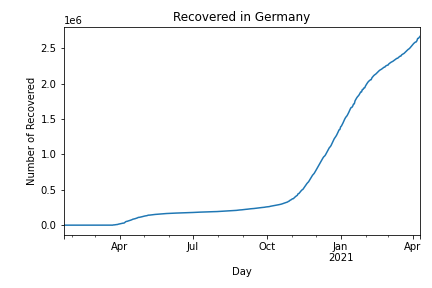 Recovered in Germany
1e6
2.5
2.0
1.5
1.0
0.5
0.0
Number of Recovered
Apr Jul Oct Jan Apr
2021
Day